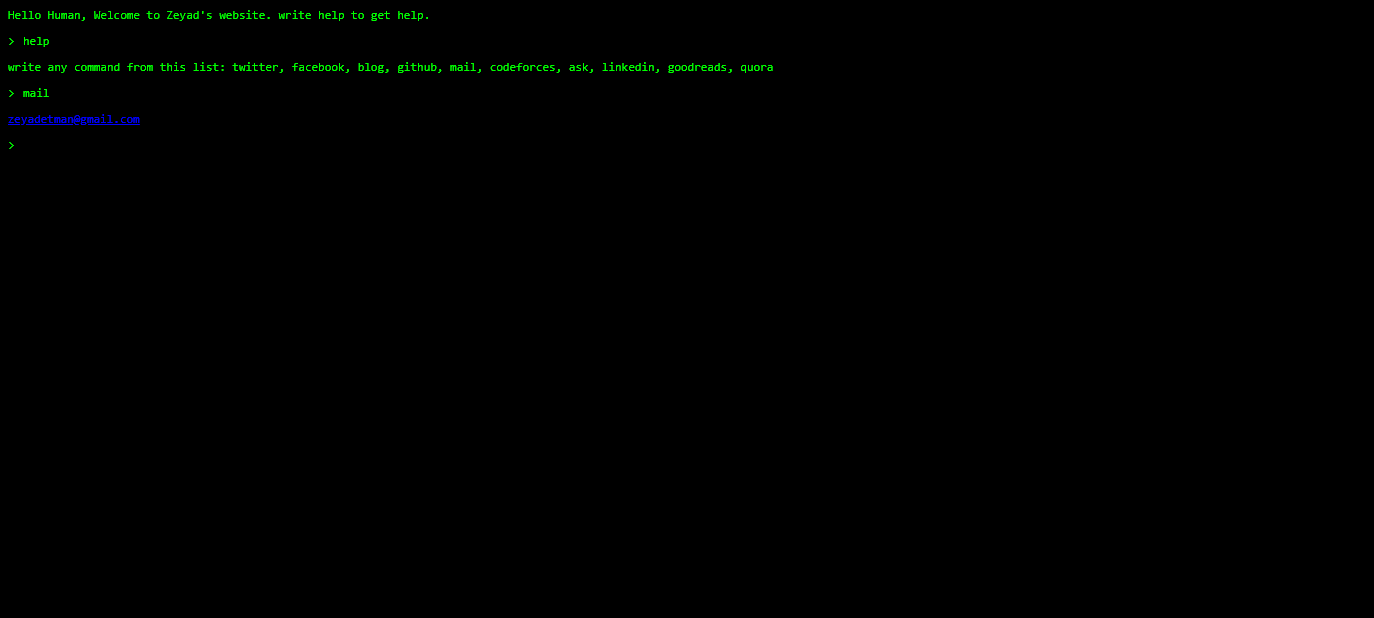 Hello Human, Welcome to Zeyad's website. write help to get help.
> help
write any command from this list: twitter, facebook, blog, github, mail, codeforces, ask, linkedin, goodreads, quora
> mail
zeyadetman@gmail.com
>